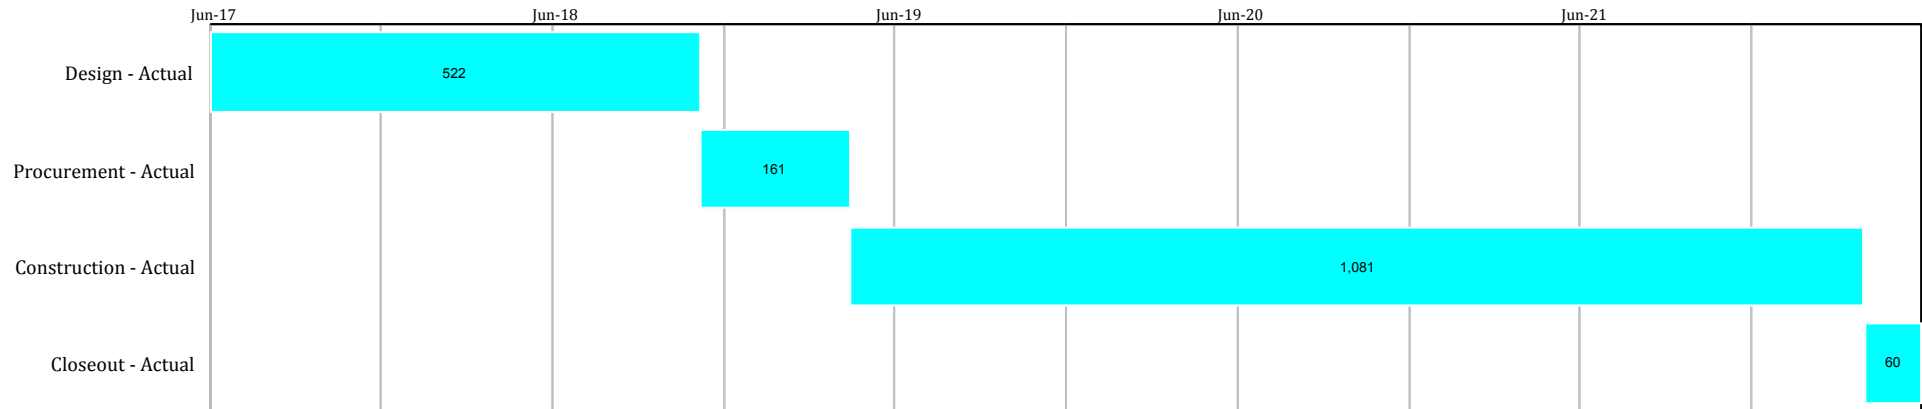 Jun-17 Jun-18 Jun-19 Jun-20 Jun-21
Design - Actual 522
Procurement - Actual 161
Construction - Actual 1,081
Closeout - Actual 60